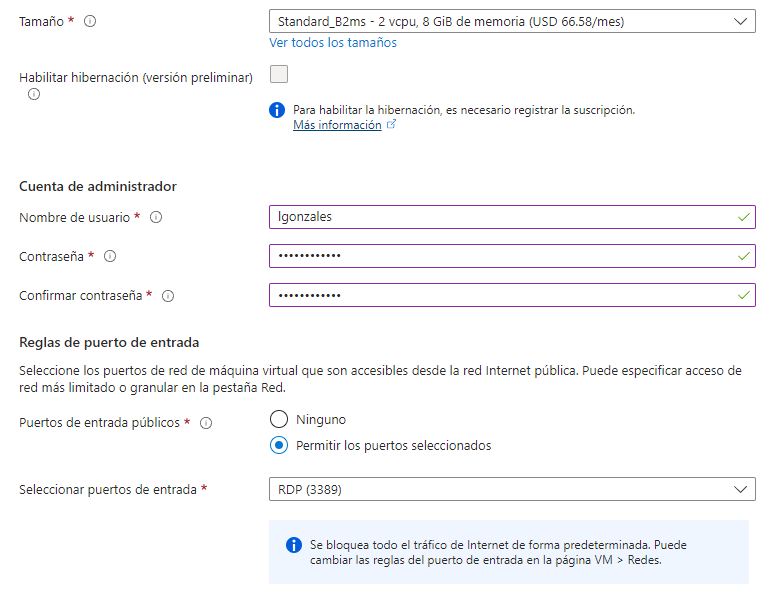 Tamaño *
Standard_B2ms - 2 vcpu, 8 GiB de memoria (USD 66.58/mes)
Ver todos los tamaños
Habilitar hibernación (versión preliminar)
Para habilitar la hibernación, es necesario registrar la suscripción.
Más información
Cuenta de administrador
Nombre de usuario *
lgonzales
Contraseña *
••••••••••••
Confirmar contraseña *
••••••••••••
Reglas de puerto de entrada
Seleccione los puertos de red de máquina virtual que son accesibles desde la red Internet pública. Puede especificar acceso de
red más limitado o granular en la pestaña Red.
Puertos de entrada públicos *
Ninguno
Permitir los puertos seleccionados
Seleccionar puertos de entrada *
RDP (3389)
Se bloquea todo el tráfico de Internet de forma predeterminada. Puede
cambiar las reglas del puerto de entrada en la página VM > Redes.